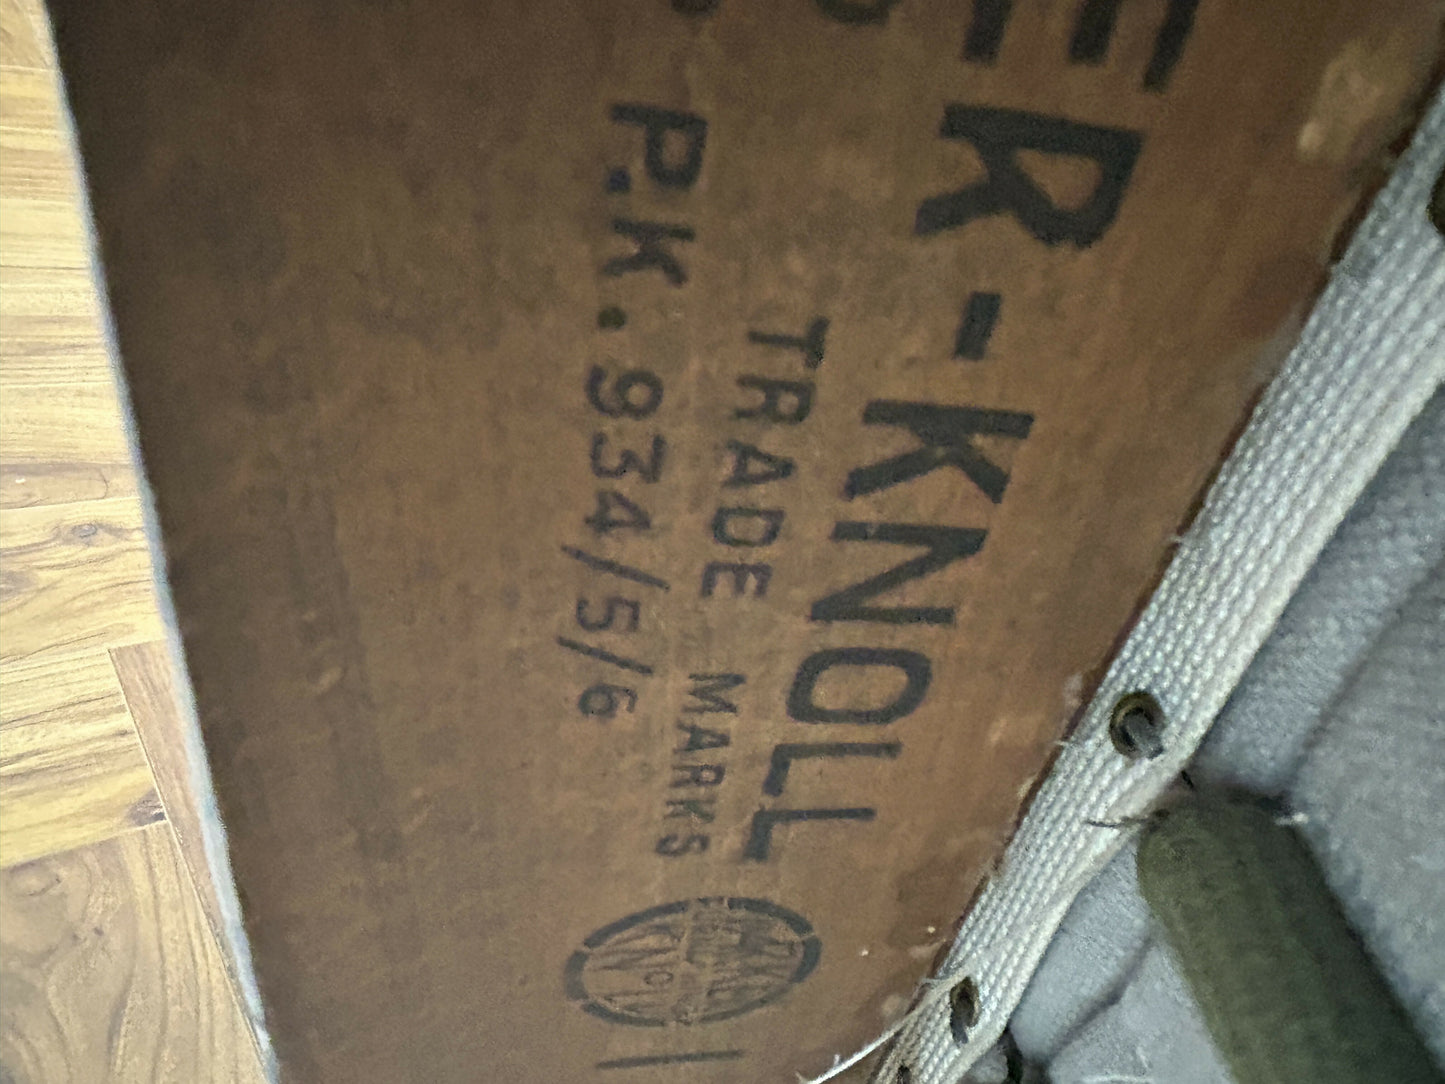 ER-KNOLL
TRADE MARKS
P.K. 934/5/6